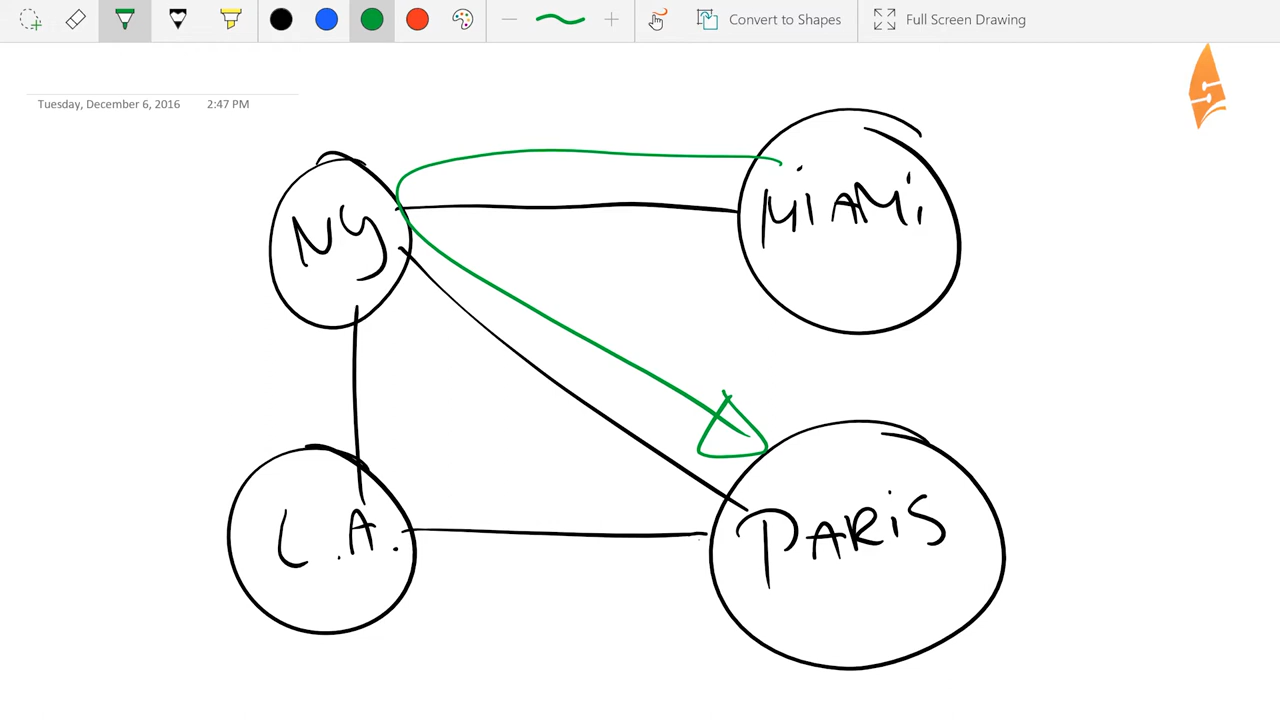 Convert to Shapes
Full Screen Drawing
Tuesday, December 6, 2016 2:47 PM
NY
MiAMi
L.A.
PARiS